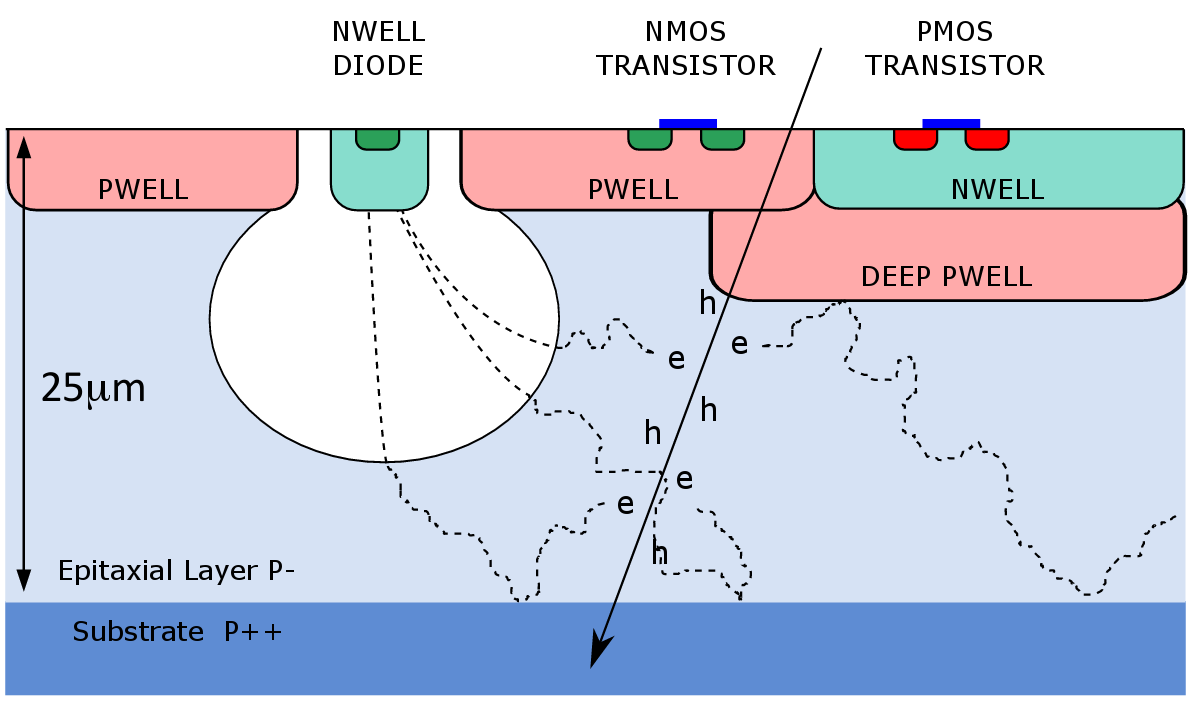 NWELL
DIODE
NMOS
TRANSISTOR
PMOS
TRANSISTOR
PWELL
PWELL
NWELL
DEEP PWELL
h
e
e
25μm
h
h
e
e
h
Epitaxial Layer P-
Substrate P++